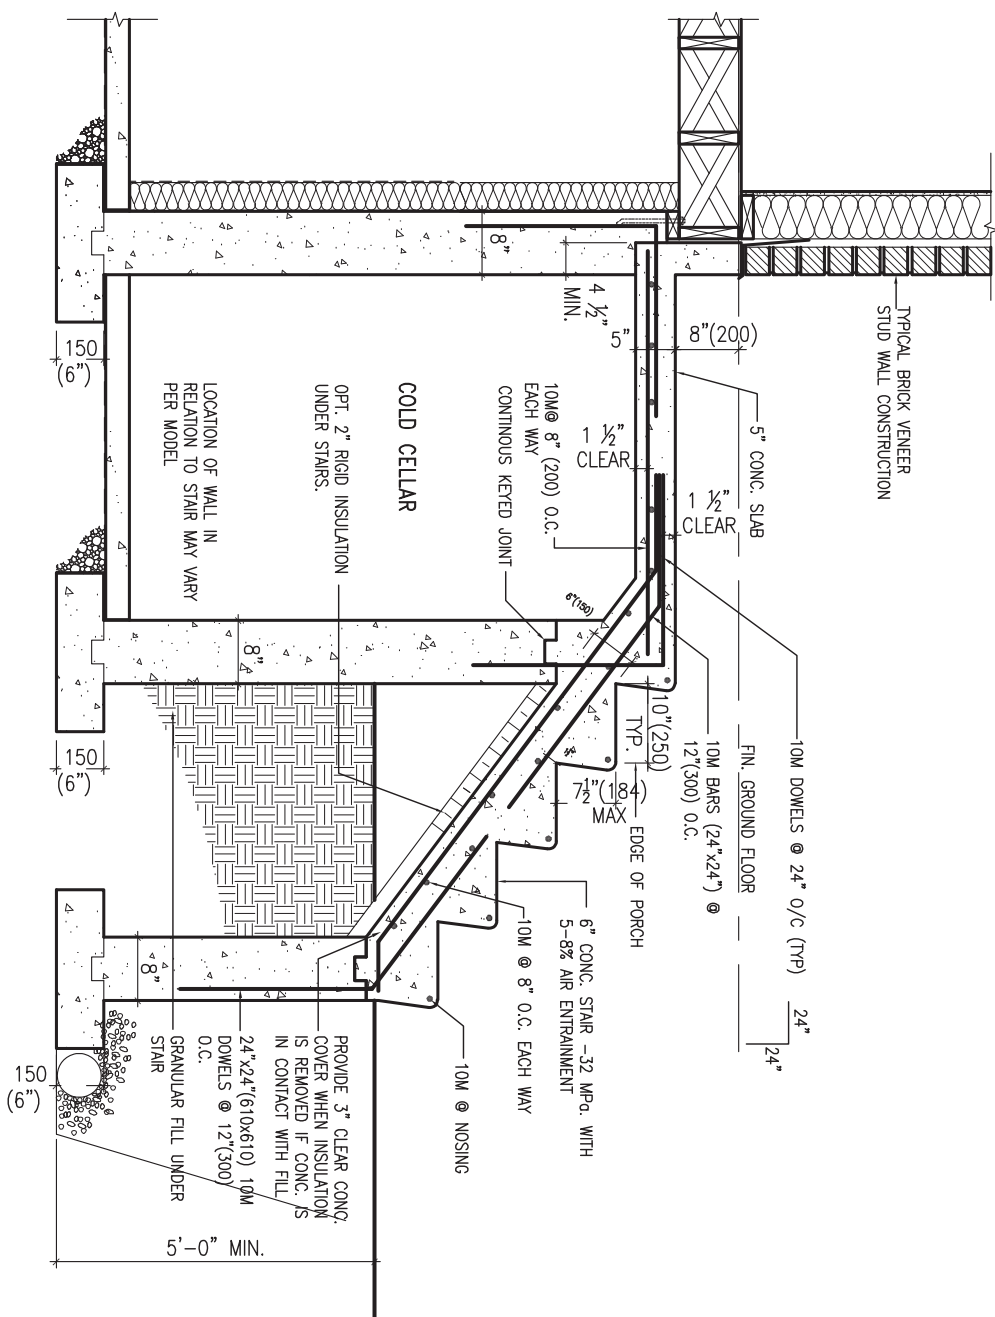 TYPICAL BRICK VENEER
STUD WALL CONSTRUCTION
5" CONC. SLAB
8"(200)
5"
4 ½"
MIN.
8"
1 ½"
CLEAR
1 ½"
CLEAR
FIN. GROUND FLOOR
10M DOWELS @ 24" O/C (TYP)
24"
24"
10M BARS (24"x24") @
12"(300) O.C.
10M@ 8" (200) O.C.
EACH WAY
CONTINOUS KEYED JOINT
6"(150)
COLD CELLAR
OPT. 2" RIGID INSULATION
UNDER STAIRS.
LOCATION OF WALL IN
RELATION TO STAIR MAY VARY
PER MODEL
10"(250)
TYP.
7½"(184)
MAX
EDGE OF PORCH
6" CONC. STAIR -32 MPa. WITH
5-8% AIR ENTRAINMENT
10M @ 8" O.C. EACH WAY
10M @ NOSING
8"
8"
PROVIDE 3" CLEAR CONC.
COVER WHEN INSULATION
IS REMOVED IF CONC. IS
IN CONTACT WITH FILL
24"x24"(610x610) 10M
DOWELS @ 12"(300)
O.C.
GRANULAR FILL UNDER
STAIR
150
(6")
150
(6")
150
(6")
5'-0" MIN.